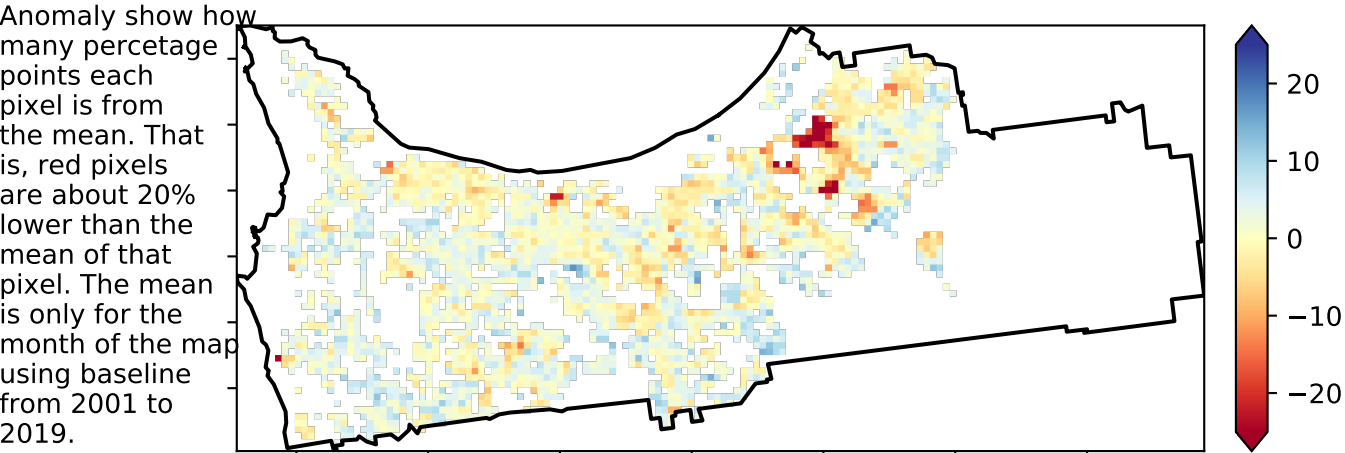 Anomaly show how
many percetage
points each
pixel is from
the mean. That
is, red pixels
are about 20%
lower than the
mean of that
pixel. The mean
is only for the
month of the map
using baseline
from 2001 to
2019.
20
10
0
−10
−20